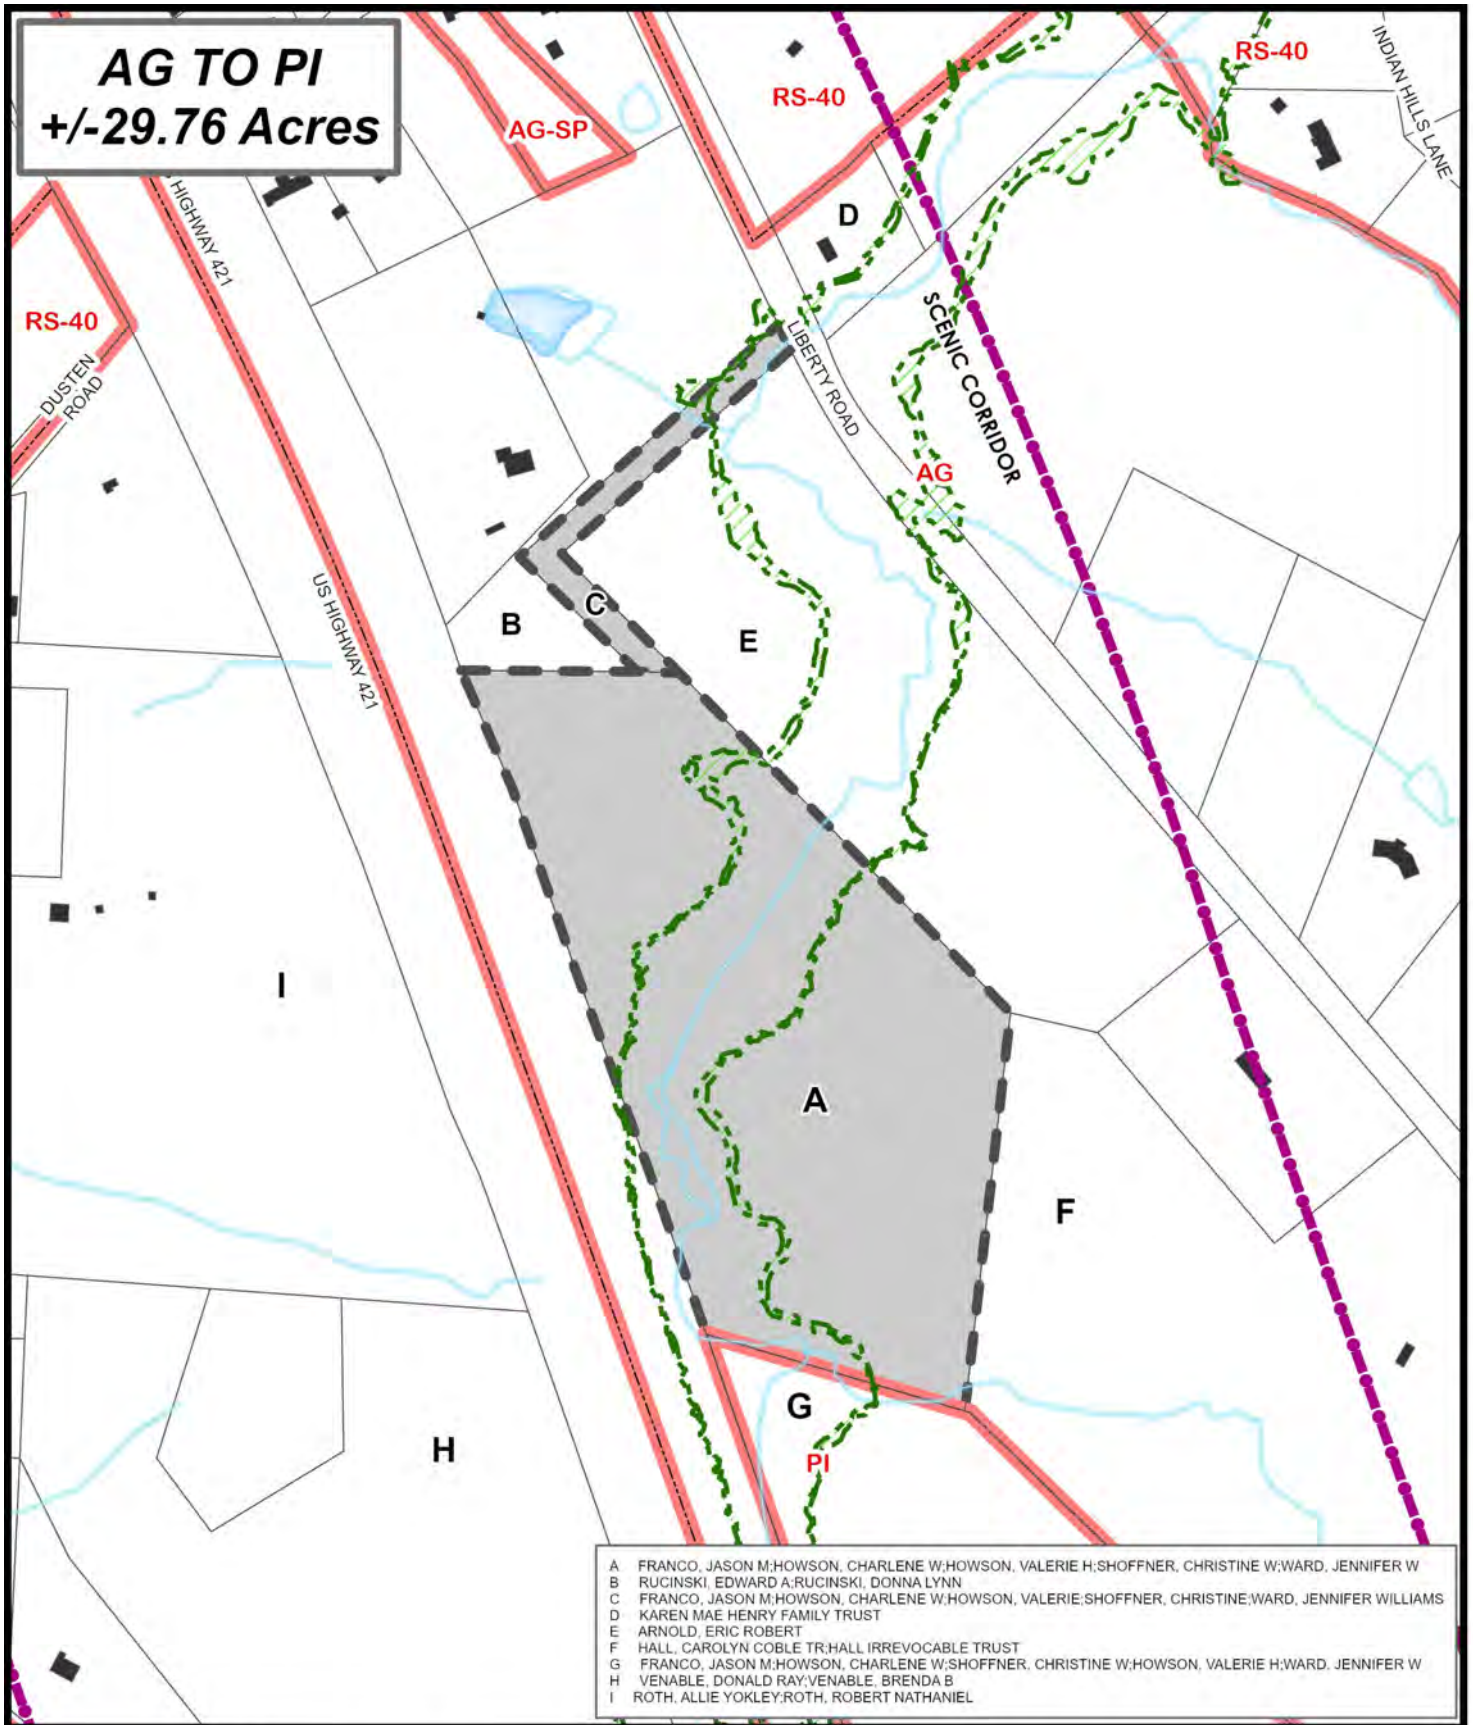 AG TO PI
+/-29.76 Acres
RS-40
RS-40
AG-SP
INDIAN HILLS LANE
HIGHWAY 421
D
RS-40
DUSTEN
ROAD
LIBERTY ROAD
SCENIC CORRIDOR
AG
US HIGHWAY 421
C
B
E
I
A
F
G
H
PI
A FRANCO, JASON M;HOWSON, CHARLENE W;HOWSON, VALERIE H;SHOFFNER, CHRISTINE W;WARD, JENNIFER W
B RUCINSKI, EDWARD A;RUCINSKI, DONNA LYNN
C FRANCO, JASON M;HOWSON, CHARLENE W;HOWSON, VALERIE;SHOFFNER, CHRISTINE;WARD, JENNIFER WILLIAMS
D KAREN MAE HENRY FAMILY TRUST
E ARNOLD, ERIC ROBERT
F HALL, CAROLYN COBLE TR;HALL IRREVOCABLE TRUST
G FRANCO, JASON M;HOWSON, CHARLENE W;SHOFFNER, CHRISTINE W;HOWSON, VALERIE H;WARD, JENNIFER W
H VENABLE, DONALD RAY;VENABLE, BRENDA B
I ROTH, ALLIE YOKLEY;ROTH, ROBERT NATHANIEL